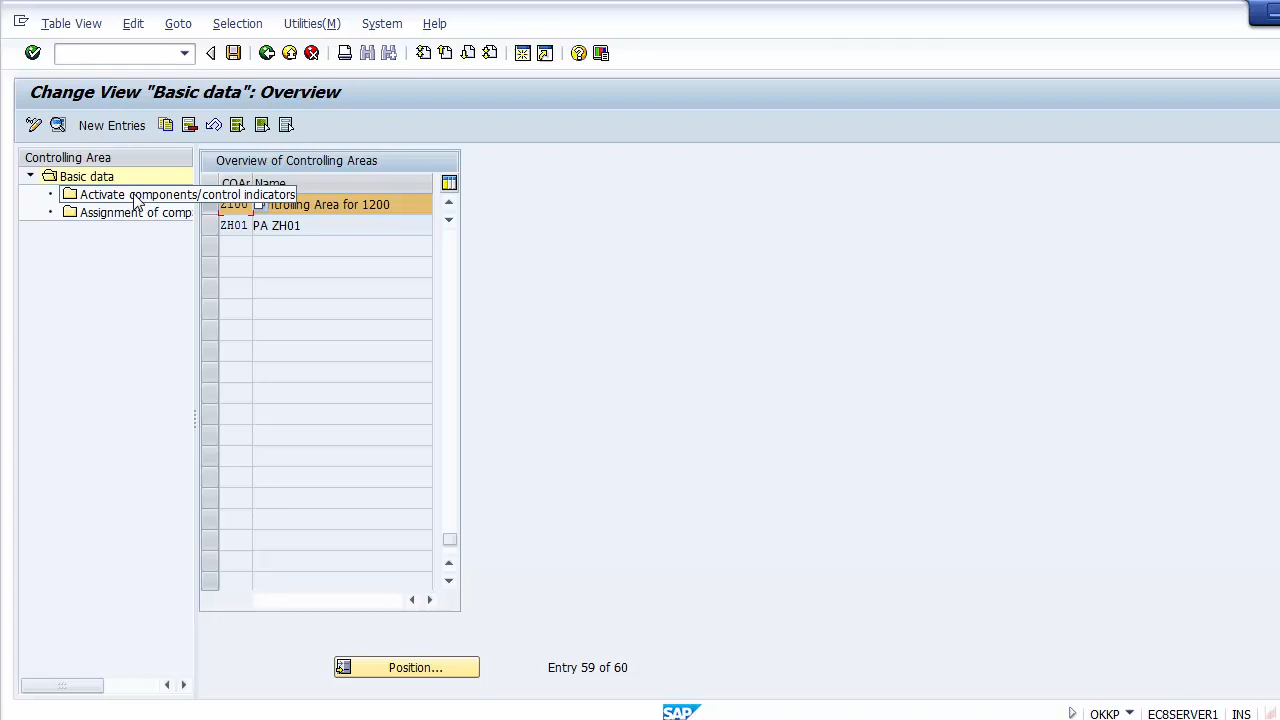 Table View Edit Goto Selection Utilities(M) System Help
Change View "Basic data": Overview
New Entries
Controlling Area
Basic data
Activate components/control indicators
Assignment of comp
Overview of Controlling Areas
COAr Name
trolling Area for 1200
ZH01 PA ZH01
Position... Entry 59 of 60
SAP
OKKP EC8SERVER1 INS